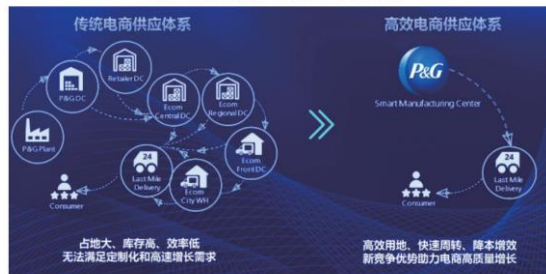 传统电商供应体系
P&G Plant
P&G DC
Retailer DC
Ecom
Central DC
Ecom
Regional DC
Ecom
Front DC
Ecom
City WH
24
Last Mile
Delivery
Consumer
占地大、库存高、效率低
无法满足定制化和高速增长需求
高效电商供应体系
P&G
Smart Manufacturing Center
24
Last Mile
Delivery
Consumer
高效用地、快速周转、降本增效
新竞争优势助力电商高质量增长